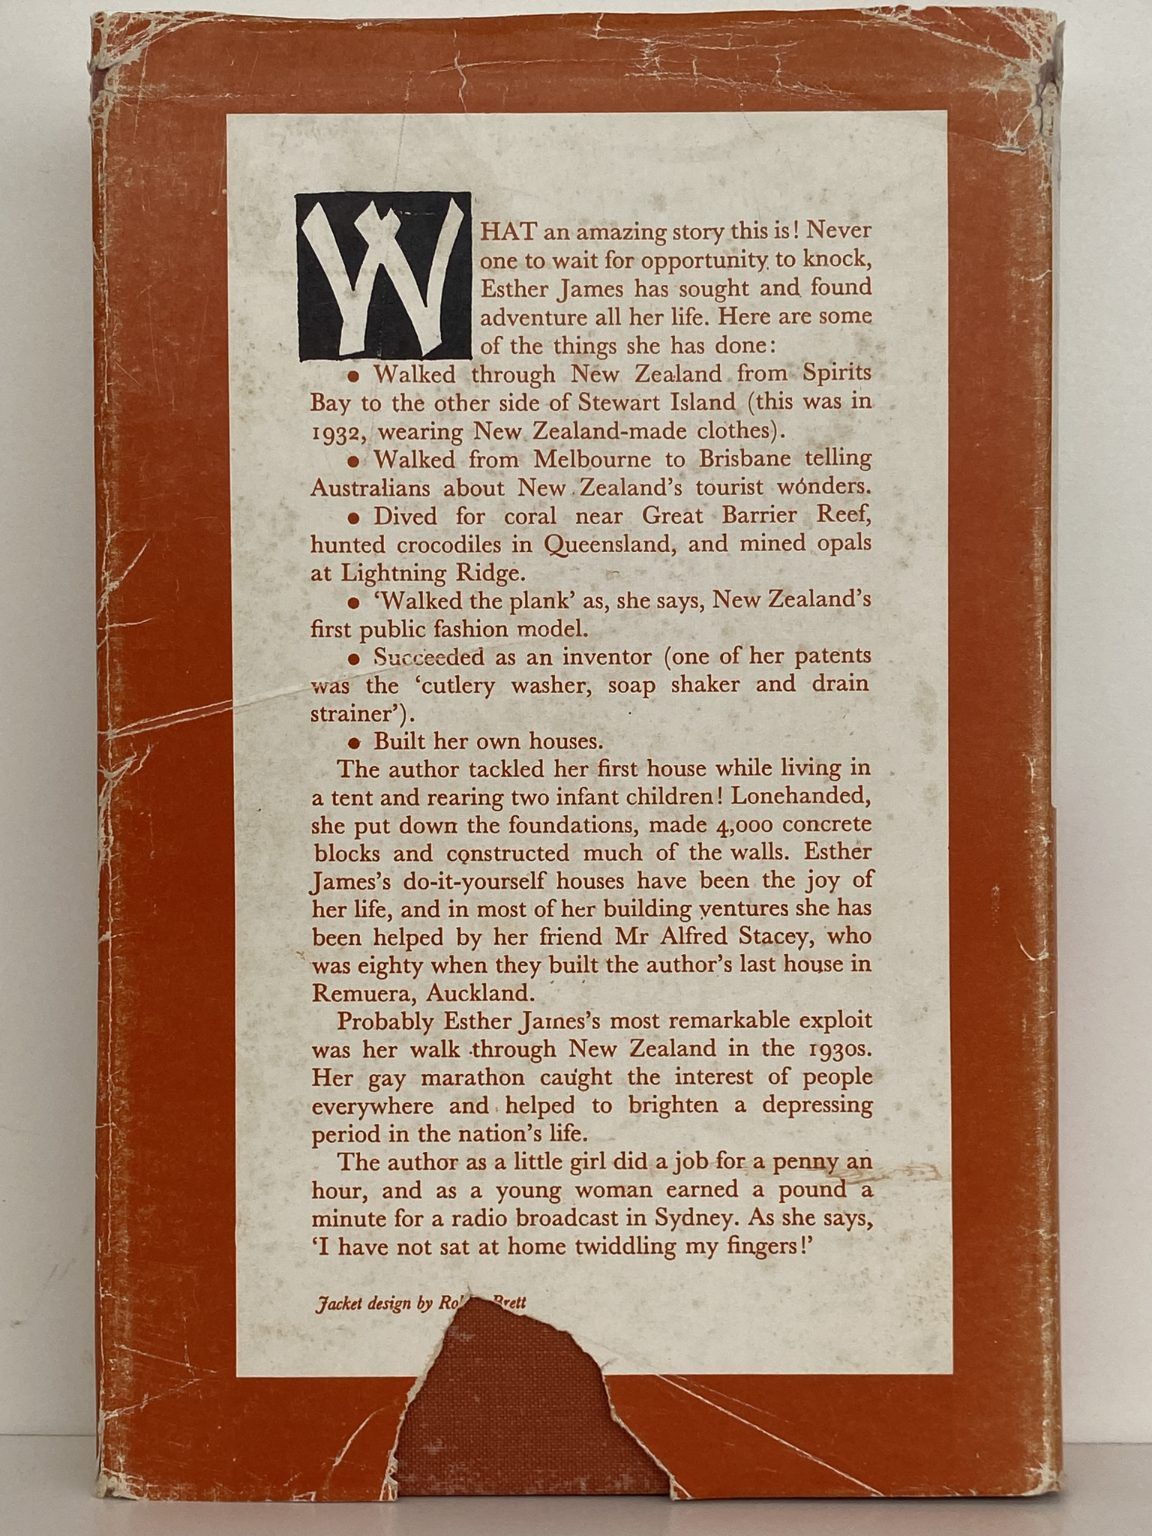 WHAT an amazing story this is! Never
one to wait for opportunity to knock,
Esther James has sought and found
adventure all her life. Here are some
of the things she has done:
• Walked through New Zealand from Spirits
Bay to the other side of Stewart Island (this was in
1932, wearing New Zealand-made clothes).
• Walked from Melbourne to Brisbane telling
Australians about New Zealand's tourist wonders.
• Dived for coral near Great Barrier Reef,
hunted crocodiles in Queensland, and mined opals
at Lightning Ridge.
• 'Walked the plank' as, she says, New Zealand's
first public fashion model.
• Succeeded as an inventor (one of her patents
was the 'cutlery washer, soap shaker and drain
strainer').
• Built her own houses.
The author tackled her first house while living in
a tent and rearing two infant children! Lonehanded,
she put down the foundations, made 4,000 concrete
blocks and constructed much of the walls. Esther
James's do-it-yourself houses have been the joy of
her life, and in most of her building ventures she has
been helped by her friend Mr Alfred Stacey, who
was eighty when they built the author's last house in
Remuera, Auckland.
Probably Esther James's most remarkable exploit
was her walk through New Zealand in the 1930s.
Her gay marathon caught the interest of people
everywhere and helped to brighten a depressing
period in the nation's life.
The author as a little girl did a job for a penny an
hour, and as a young woman earned a pound a
minute for a radio broadcast in Sydney. As she says,
'I have not sat at home twiddling my fingers!'
Jacket design by Brett